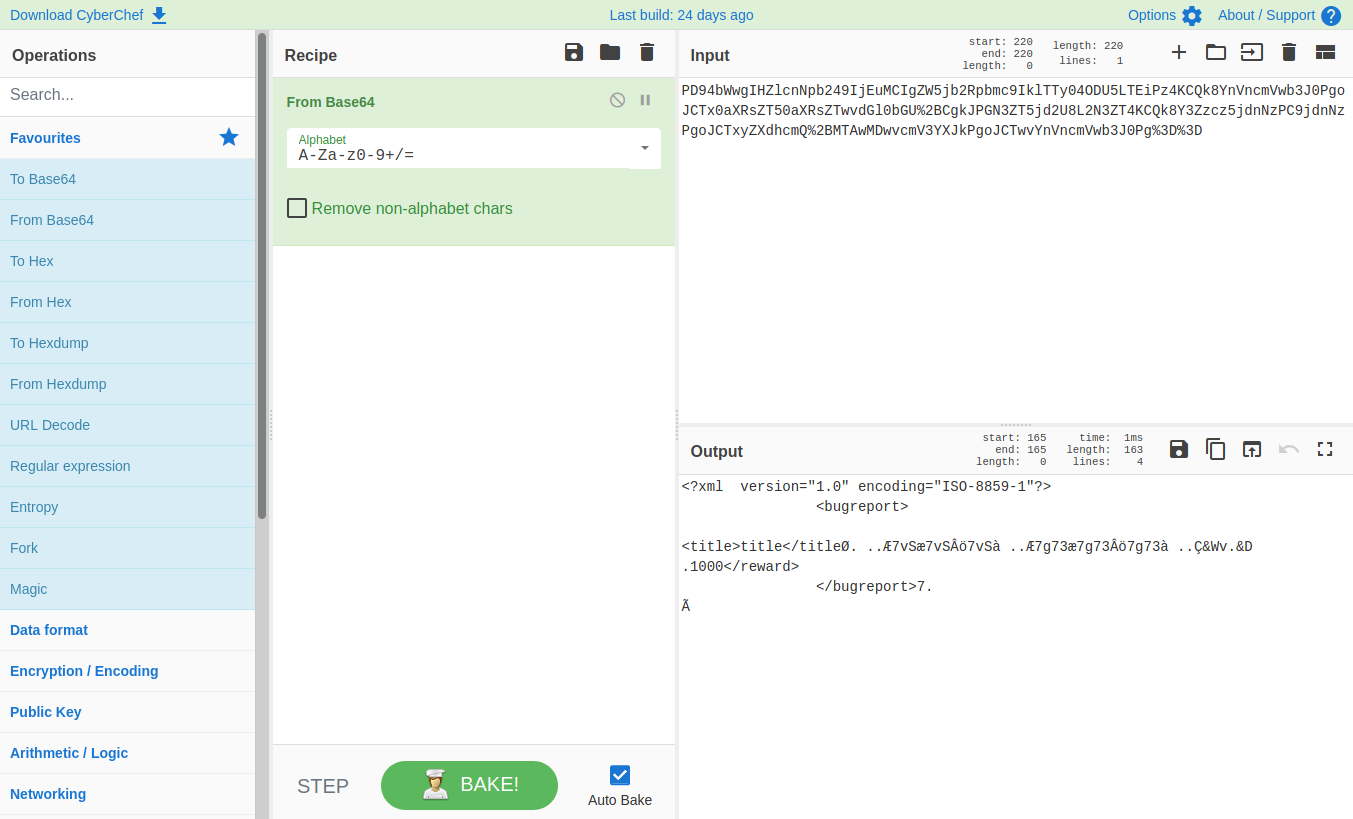 Download CyberChef
Last build: 24 days ago
Options
About / Support
Operations
Search...
Favourites
To Base64
From Base64
To Hex
From Hex
To Hexdump
From Hexdump
URL Decode
Regular expression
Entropy
Fork
Magic
Data format
Encryption / Encoding
Public Key
Arithmetic / Logic
Networking
Recipe
From Base64
Alphabet
A-Za-z0-9+/=
Remove non-alphabet chars
STEP
BAKE!
Auto Bake
Input
start: 220
end: 220
length: 0
length: 220
lines: 1
PD94bWwgIHZlcnNpb249IjEuMCIgZW5jb2Rpbmc9IklTTy04ODU5LTEiPz4KCQk8YnVncmVwb3J0Pgo
JCTx0aXRsZT50aXRsZTwvdGl0bGU%2BCgkJPGN3ZT5jd2U8L2N3ZT4KCQk8Y3Zzcz5jdnNzPC9jdnNz
PgoJCTxyZXdhcmQ%2BMTAwMDwvcmV3YXJkPgoJCTwvYnVncmVwb3J0Pg%3D%3D
Output
start: 165
end: 165
length: 0
time: 1ms
length: 163
lines: 4
<?xml  version="1.0" encoding="ISO-8859-1"?>
<bugreport>
<title>title</titleØ. ..Æ7vSæ7vSÂö7vSà ..Æ7g73æ7g73Âö7g73à ..Ç&Wv.&D
.1000</reward>
</bugreport>7.
Ã